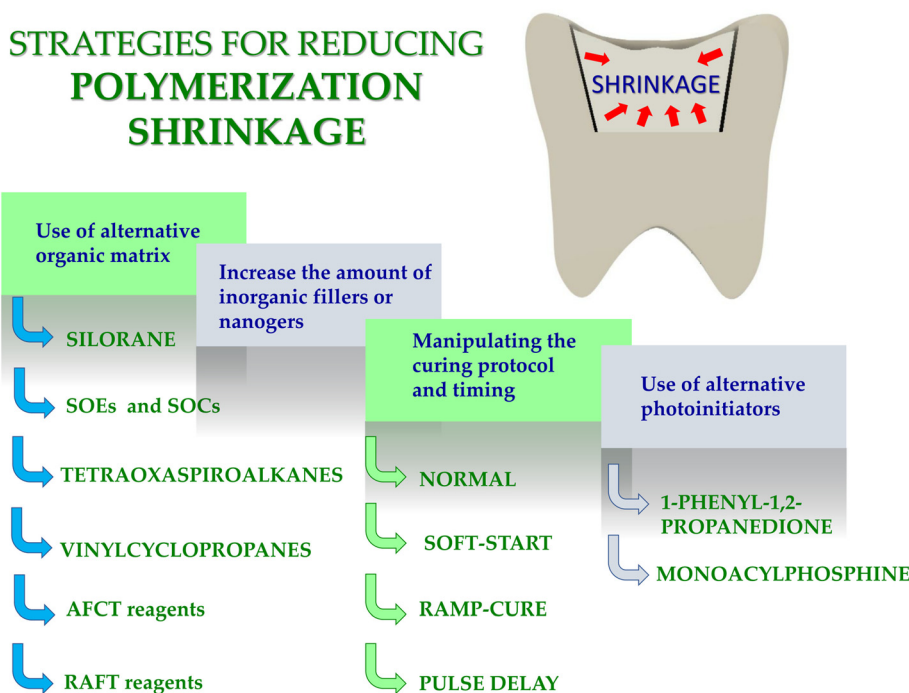 STRATEGIES FOR REDUCING
POLYMERIZATION
SHRINKAGE
SHRINKAGE
Use of alternative
organic matrix
SILORANE
SOEs and SOCs
TETRAOXASPIROALKANES
VINYLCYCLOPROPANES
AFCT reagents
RAFT reagents
Increase the amount of
inorganic fillers or
nanogers
Manipulating the
curing protocol
and timing
NORMAL
SOFT-START
RAMP-CURE
PULSE DELAY
Use of alternative
photoinitiators
1-PHENYL-1,2-
PROPANEDIONE
MONOACYLPHOSPHINE